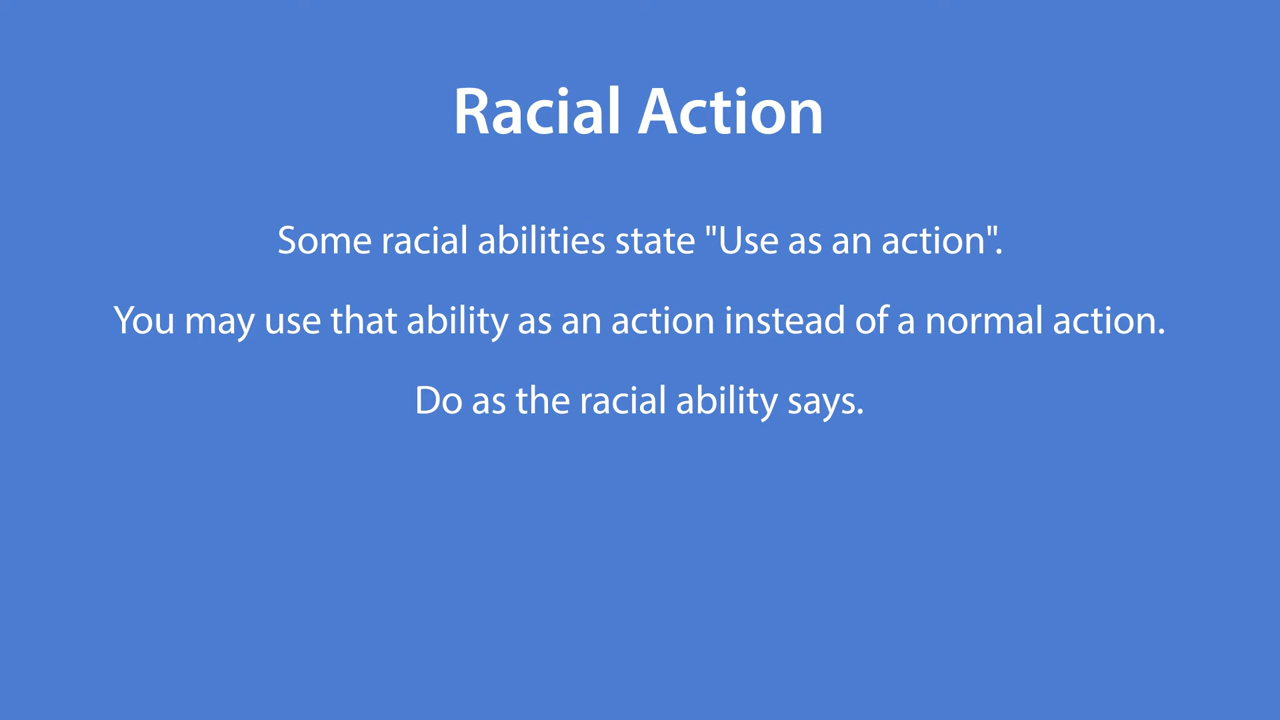 Racial Action
Some racial abilities state "Use as an action".
You may use that ability as an action instead of a normal action.
Do as the racial ability says.